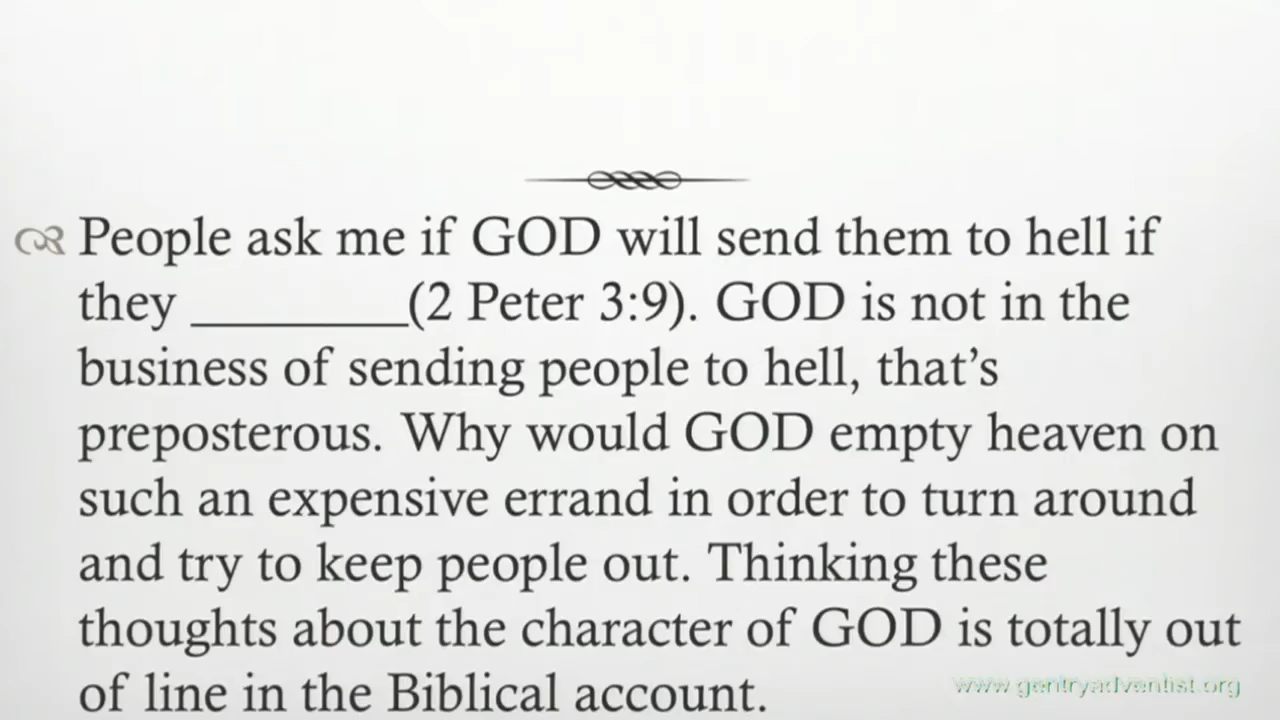 People ask me if GOD will send them to hell if
they _________(2 Peter 3:9). GOD is not in the
business of sending people to hell, that's
preposterous. Why would GOD empty heaven on
such an expensive errand in order to turn around
and try to keep people out. Thinking these
thoughts about the character of GOD is totally out
of line in the Biblical account.
www.gentryadventist.org